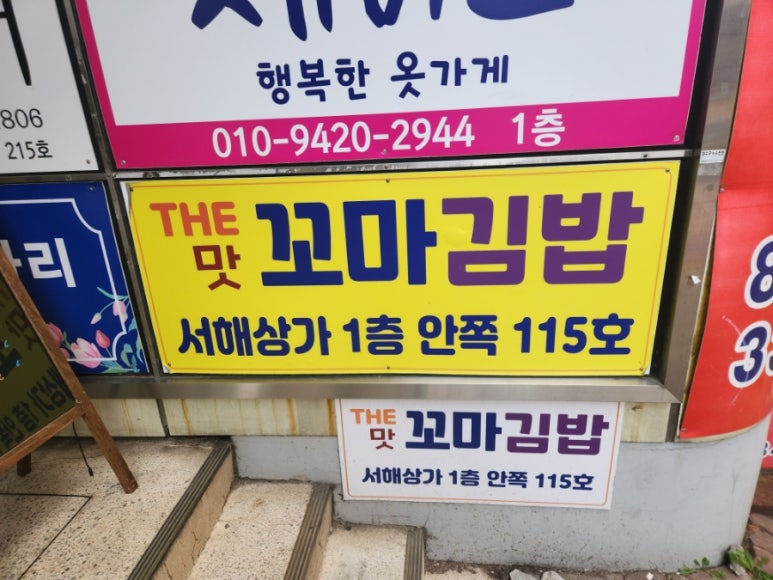 행복한 옷가게
010-9420-2944 1층
806
215호
리
THE
맛 꼬마김밥
서해상가 1층 안쪽 115호
THE
맛 꼬마김밥
서해상가 1층 안쪽 115호